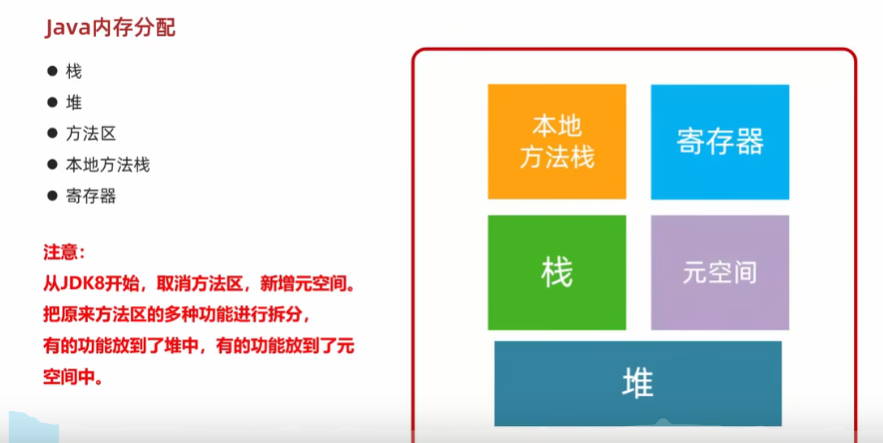 Java内存分配
● 栈
● 堆
● 方法区
● 本地方法栈
● 寄存器
注意：
从JDK8开始，取消方法区，新增元空间。
把原来方法区的多种功能进行拆分，
有的功能放到了堆中，有的功能放到了元
空间中。
本地
方法栈
寄存器
栈
元空间
堆